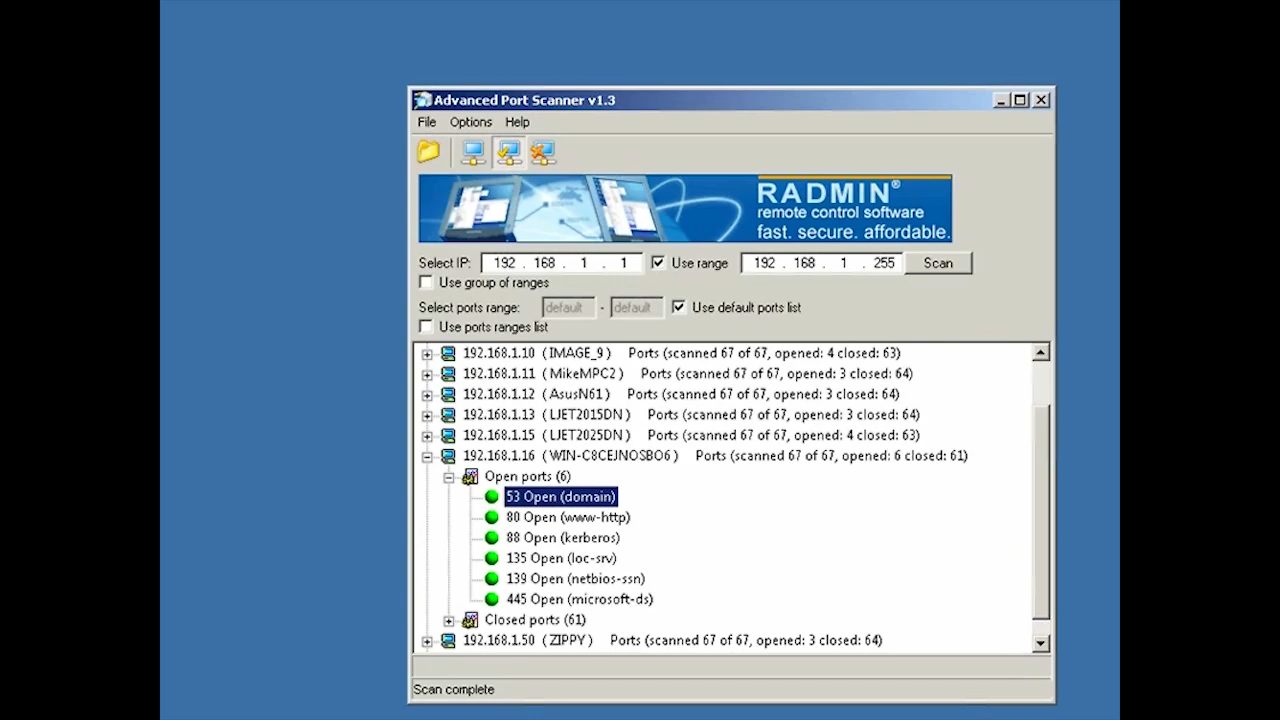 Advanced Port Scanner v1.3
File Options Help
RADMIN®
remote control software
fast. secure. affordable.
Select IP: 192 . 168 . 1 . 1 Use range 192 . 168 . 1 . 255 Scan
Use group of ranges
Select ports range: default - default Use default ports list
Use ports ranges list
192.168.1.10 ( IMAGE_9 ) Ports (scanned 67 of 67, opened: 4 closed: 63)
192.168.1.11 ( MikeMPC2 ) Ports (scanned 67 of 67, opened: 3 closed: 64)
192.168.1.12 ( AsusN61 ) Ports (scanned 67 of 67, opened: 3 closed: 64)
192.168.1.13 ( LJET2015DN ) Ports (scanned 67 of 67, opened: 3 closed: 64)
192.168.1.15 ( LJET2025DN ) Ports (scanned 67 of 67, opened: 4 closed: 63)
192.168.1.16 ( WIN-C8CEJNOSBO6 ) Ports (scanned 67 of 67, opened: 6 closed: 61)
Open ports (6)
53 Open (domain)
80 Open (www-http)
88 Open (kerberos)
135 Open (loc-srv)
139 Open (netbios-ssn)
445 Open (microsoft-ds)
Closed ports (61)
192.168.1.50 ( ZIPPY ) Ports (scanned 67 of 67, opened: 3 closed: 64)
Scan complete